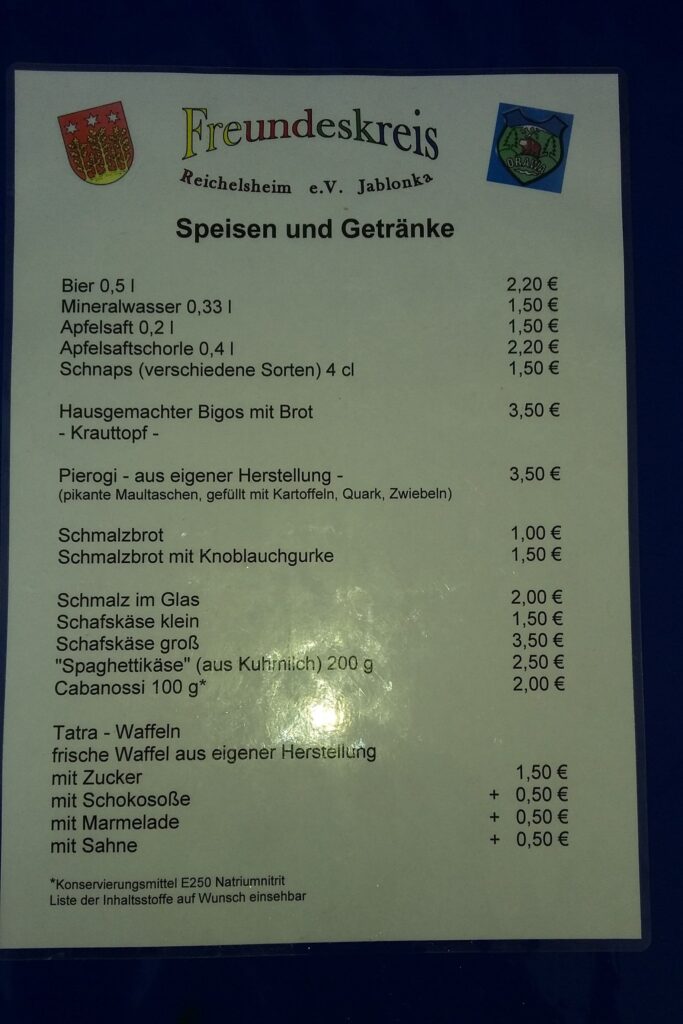 Freundeskreis
Reichelsheim e.V. Jablonka
ORAWA
Speisen und Getränke
Bier 0,5 l 2,20 €
Mineralwasser 0,33 l 1,50 €
Apfelsaft 0,2 l 1,50 €
Apfelsaftschorle 0,4 l 2,20 €
Schnaps (verschiedene Sorten) 4 cl 1,50 €
Hausgemachter Bigos mit Brot 3,50 €
- Krauttopf -
Pierogi - aus eigener Herstellung - 3,50 €
(pikante Maultaschen, gefüllt mit Kartoffeln, Quark, Zwiebeln)
Schmalzbrot 1,00 €
Schmalzbrot mit Knoblauchgurke 1,50 €
Schmalz im Glas 2,00 €
Schafskäse klein 1,50 €
Schafskäse groß 3,50 €
"Spaghettikäse" (aus Kuhmilch) 200 g 2,50 €
Cabanossi 100 g* 2,00 €
Tatra - Waffeln
frische Waffel aus eigener Herstellung
mit Zucker 1,50 €
mit Schokosoße + 0,50 €
mit Marmelade + 0,50 €
mit Sahne + 0,50 €
*Konservierungsmittel E250 Natriumnitrit
Liste der Inhaltsstoffe auf Wunsch einsehbar